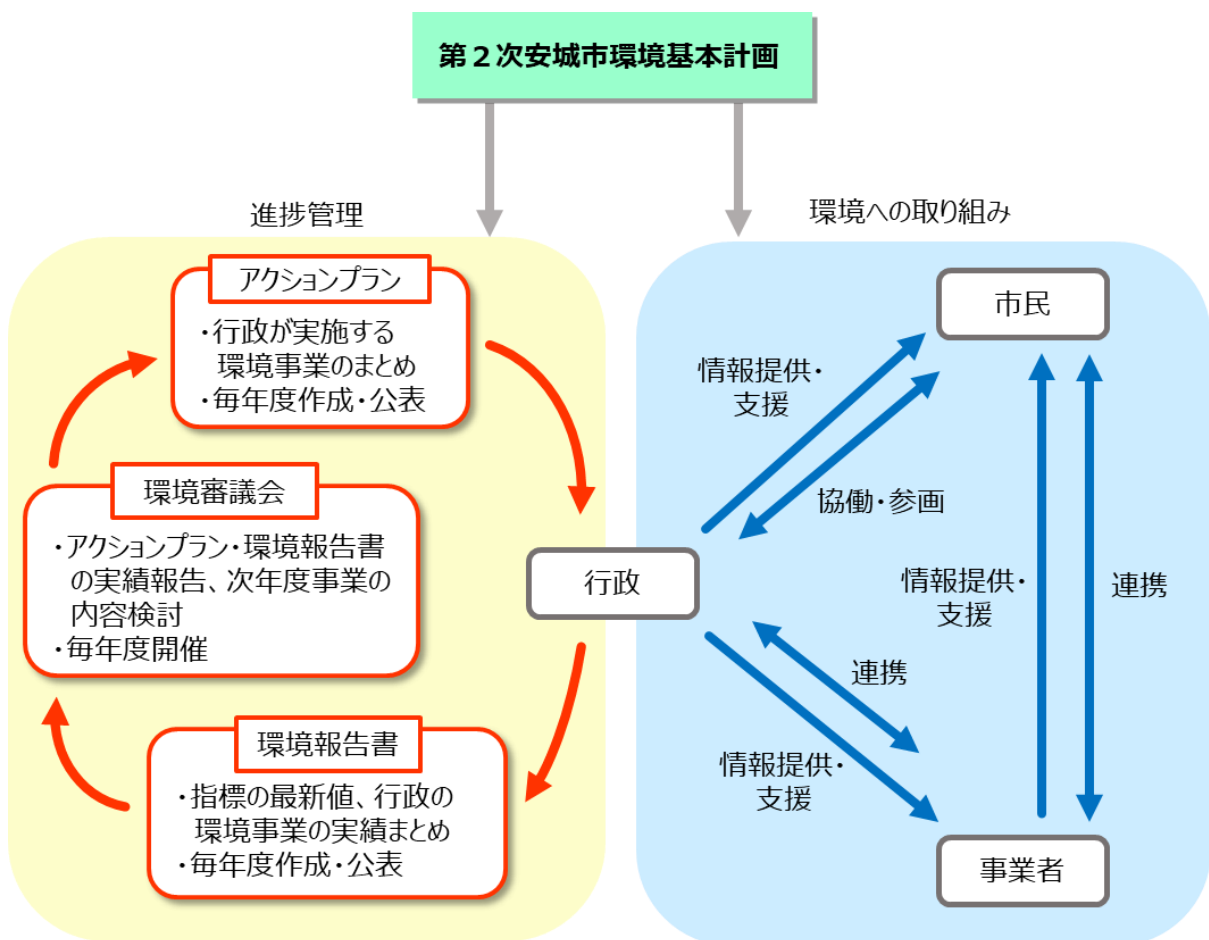 第２次安城市環境基本計画
進捗管理
環境への取り組み
アクションプラン
・行政が実施する
環境事業のまとめ
・毎年度作成・公表
環境審議会
・アクションプラン・環境報告書
の実績報告、次年度事業の
内容検討
・毎年度開催
環境報告書
・指標の最新値、行政の
環境事業の実績まとめ
・毎年度作成・公表
行政
市民
情報提供・
支援
協働・参画
情報提供・
支援
連携
連携
情報提供・
支援
事業者